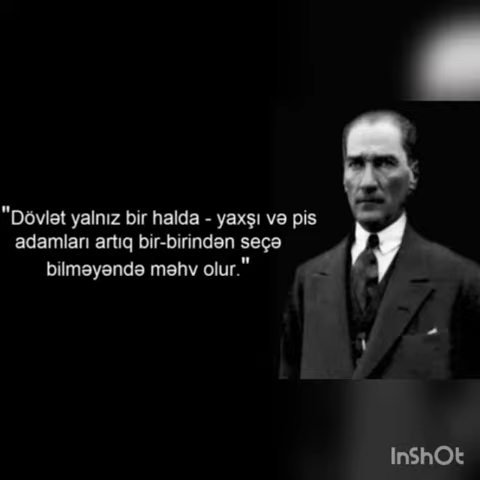 "Dövlət yalnız bir halda - yaxşı və pis
adamları artıq bir-birindən seçə
bilməyəndə məhv olur."
InShOt